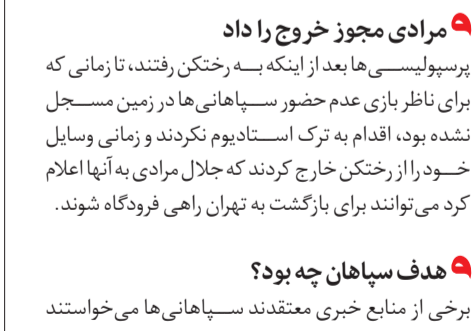 مرادی مجوز خروج را داد
پرسپولیسی‌ها بعد از اینکه به رختکن رفتند، تا زمانی که
برای ناظر بازی عدم حضور سپاهانی‌ها در زمین مسجل
نشده بود، اقدام به ترک استادیوم نکردند و زمانی وسایل
خود را از رختکن خارج کردند که جلال مرادی به آنها اعلام
کرد می‌توانند برای بازگشت به تهران راهی فرودگاه شوند.
هدف سپاهان چه بود؟
برخی از منابع خبری معتقدند سپاهانی‌ها می‌خواستند